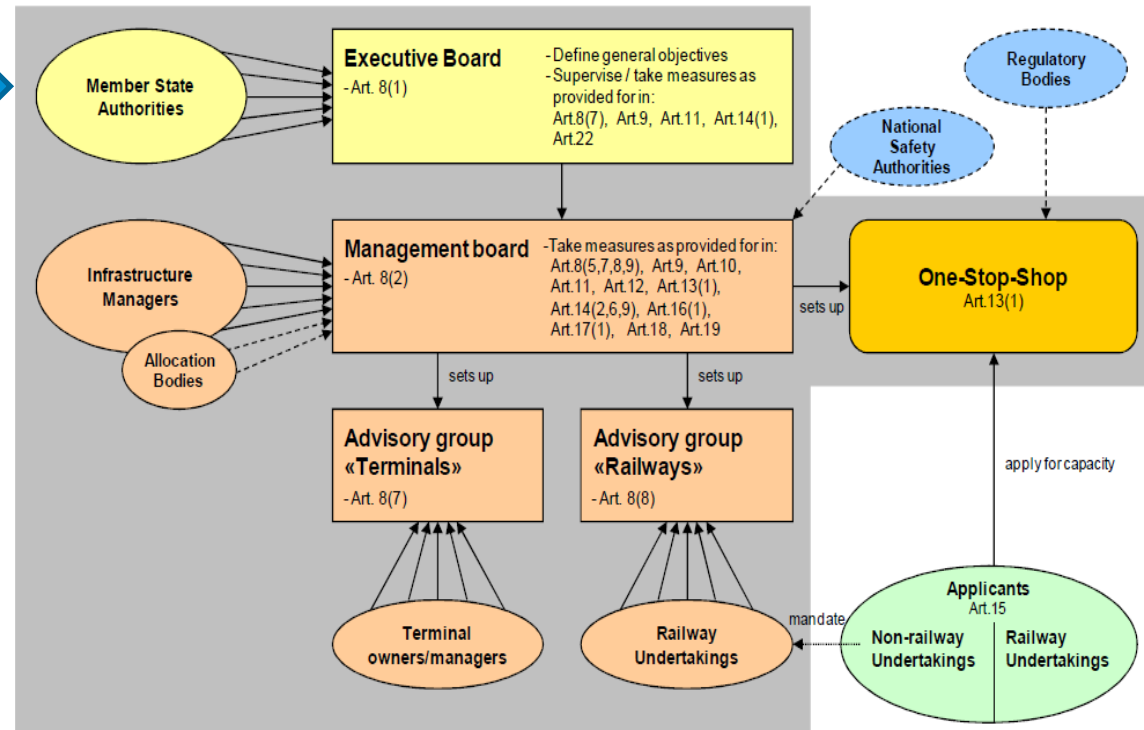 Member State
Authorities
Executive Board
- Art. 8(1)
- Define general objectives
- Supervise / take measures as
provided for in:
Art.8(7), Art.9, Art.11, Art.14(1),
Art.22
Regulatory
Bodies
National
Safety
Authorities
Infrastructure
Managers
Allocation
Bodies
Management board
- Art. 8(2)
-Take measures as provided for in:
Art.8(5,7,8,9), Art.9, Art.10,
Art.11, Art.12, Art.13(1),
Art.14(2,6,9), Art.16(1),
Art.17(1), Art.18, Art.19
sets up
One-Stop-Shop
Art.13(1)
sets up
sets up
Advisory group
«Terminals»
- Art. 8(7)
Advisory group
«Railways»
- Art. 8(8)
apply for capacity
Terminal
owners/managers
Railway
Undertakings
mandate
Applicants
Art.15
Non-railway
Undertakings
Railway
Undertakings